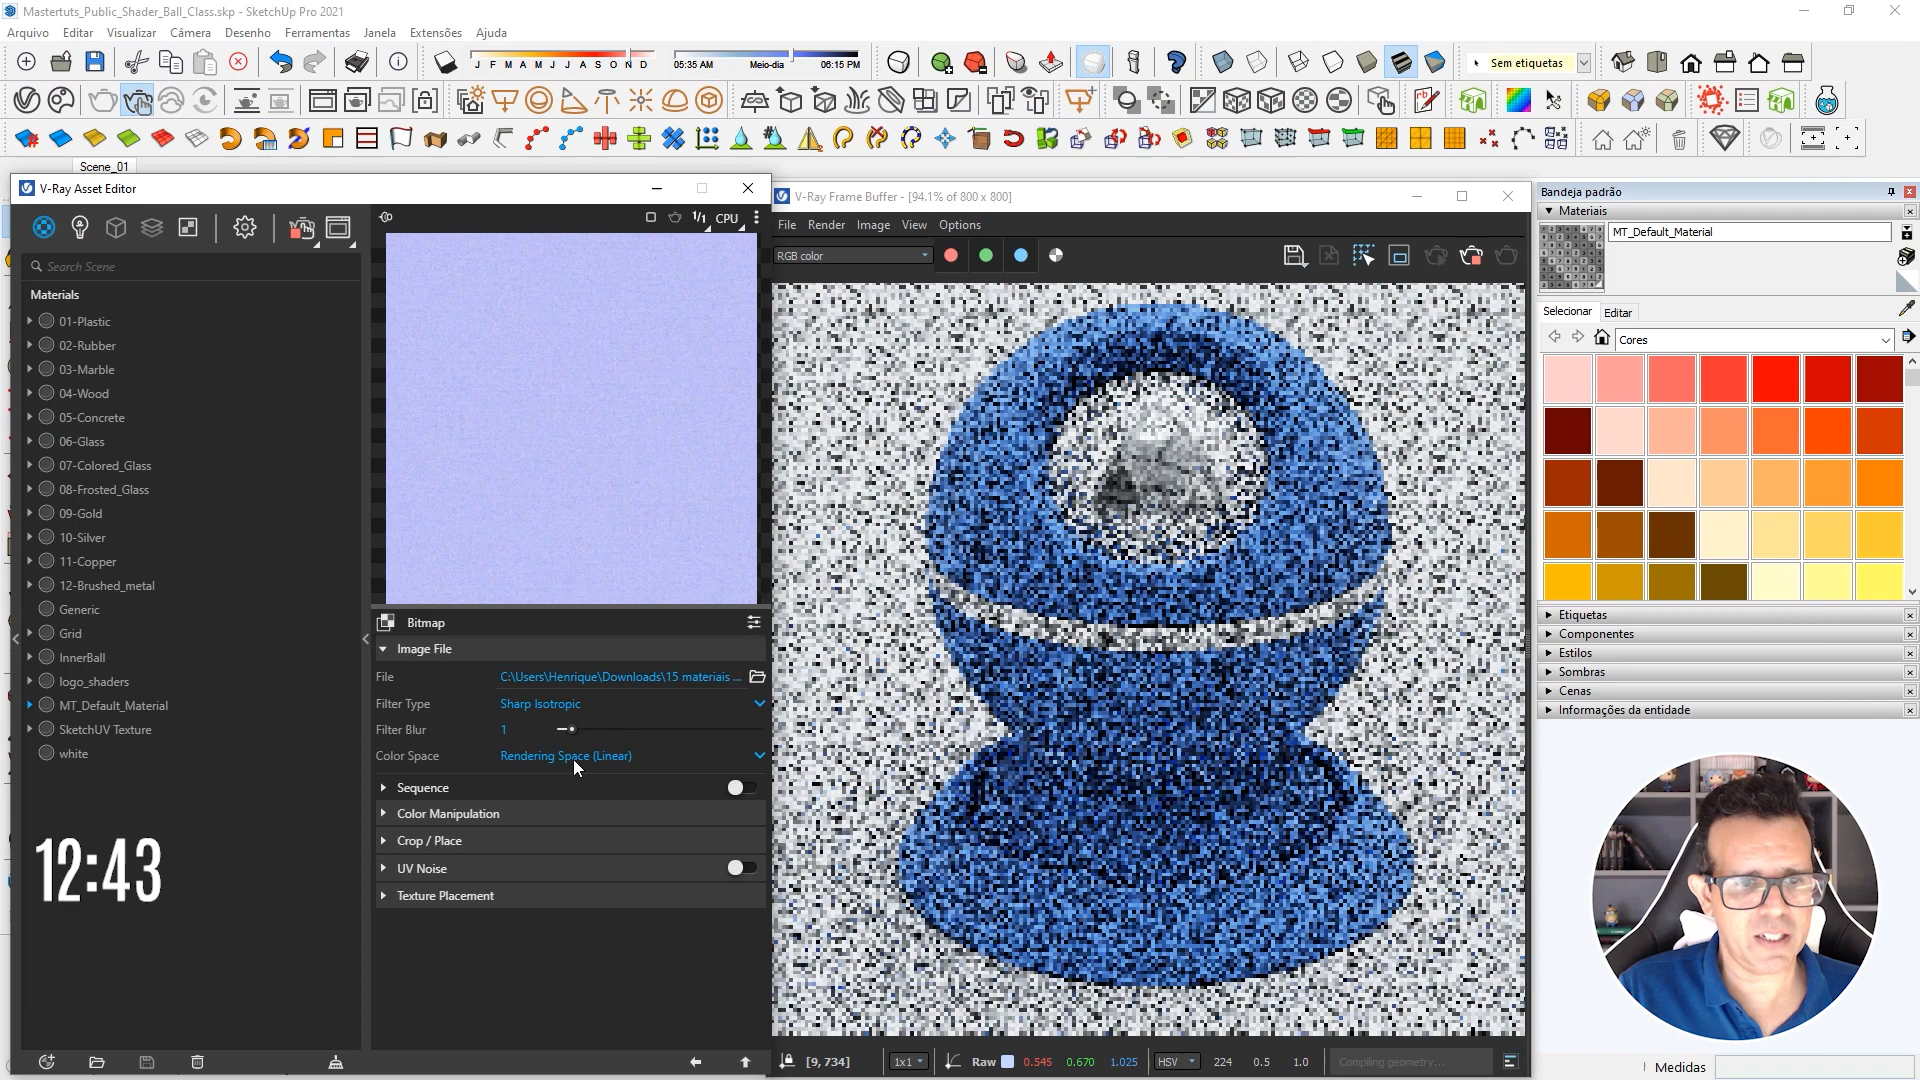 Mastertuts_Public_Shader_Ball_Class.skp - SketchUp Pro 2021
Arquivo Editar Visualizar Câmera Desenho Ferramentas Janela Extensões Ajuda
J F M A M J J A S O N D
05:35 AM Meio-dia 06:15 PM
Sem etiquetas
Scene_01
V-Ray Asset Editor
1/1 CPU
Search Scene
Materials
01-Plastic
02-Rubber
03-Marble
04-Wood
05-Concrete
06-Glass
07-Colored_Glass
08-Frosted_Glass
09-Gold
10-Silver
11-Copper
12-Brushed_metal
Generic
Grid
InnerBall
logo_shaders
MT_Default_Material
SketchUV Texture
white
12:43
Bitmap
Image File
File C:\Users\Henrique\Downloads\15 materiais ...
Filter Type Sharp Isotropic
Filter Blur 1
Color Space Rendering Space (Linear)
Sequence
Color Manipulation
Crop / Place
UV Noise
Texture Placement
V-Ray Frame Buffer - [94.1% of 800 x 800]
File Render Image View Options
RGB color
[9, 734] 1x1 Raw 0.545 0.670 1.025 HSV 224 0.5 1.0 Compiling geometry...
Bandeja padrão
Materiais
MT_Default_Material
Selecionar Editar
Cores
Etiquetas
Componentes
Estilos
Sombras
Cenas
Informações da entidade
Medidas